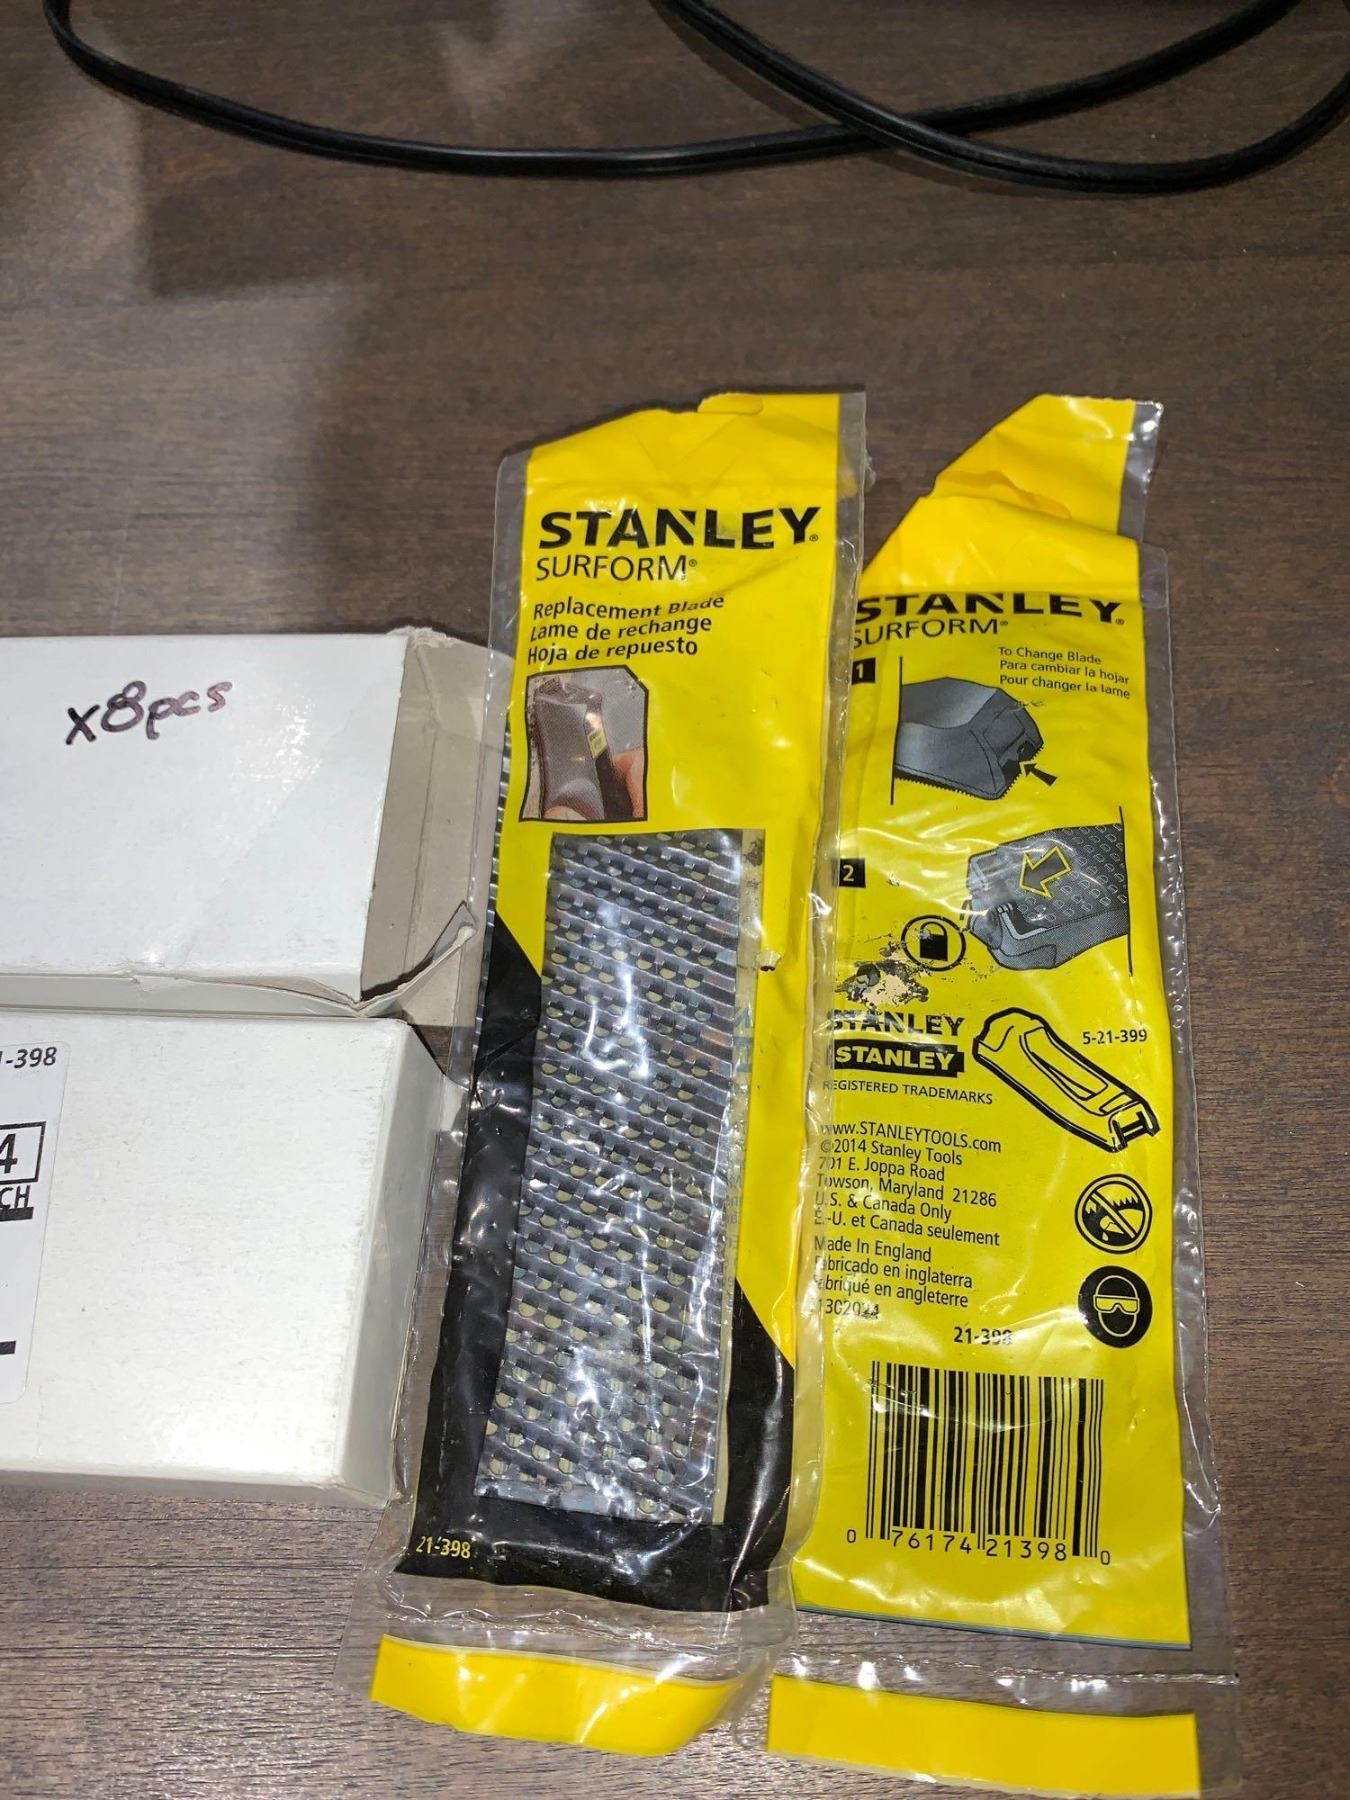 x8pcs
-398
4
CH
STANLEY®
SURFORM®
Replacement Blade
Lame de rechange
Hoja de repuesto
21-398
STANLEY®
SURFORM®
1
To Change Blade
Para cambiar la hojar
Pour changer la lame
2
STANLEY
STANLEY
REGISTERED TRADEMARKS
5-21-399
www.STANLEYTOOLS.com
©2014 Stanley Tools
701 E. Joppa Road
Towson, Maryland 21286
U.S. & Canada Only
É.-U. et Canada seulement
Made In England
Fabricado en inglaterra
Fabriqué en angleterre
21-398
0 76174 21398 0